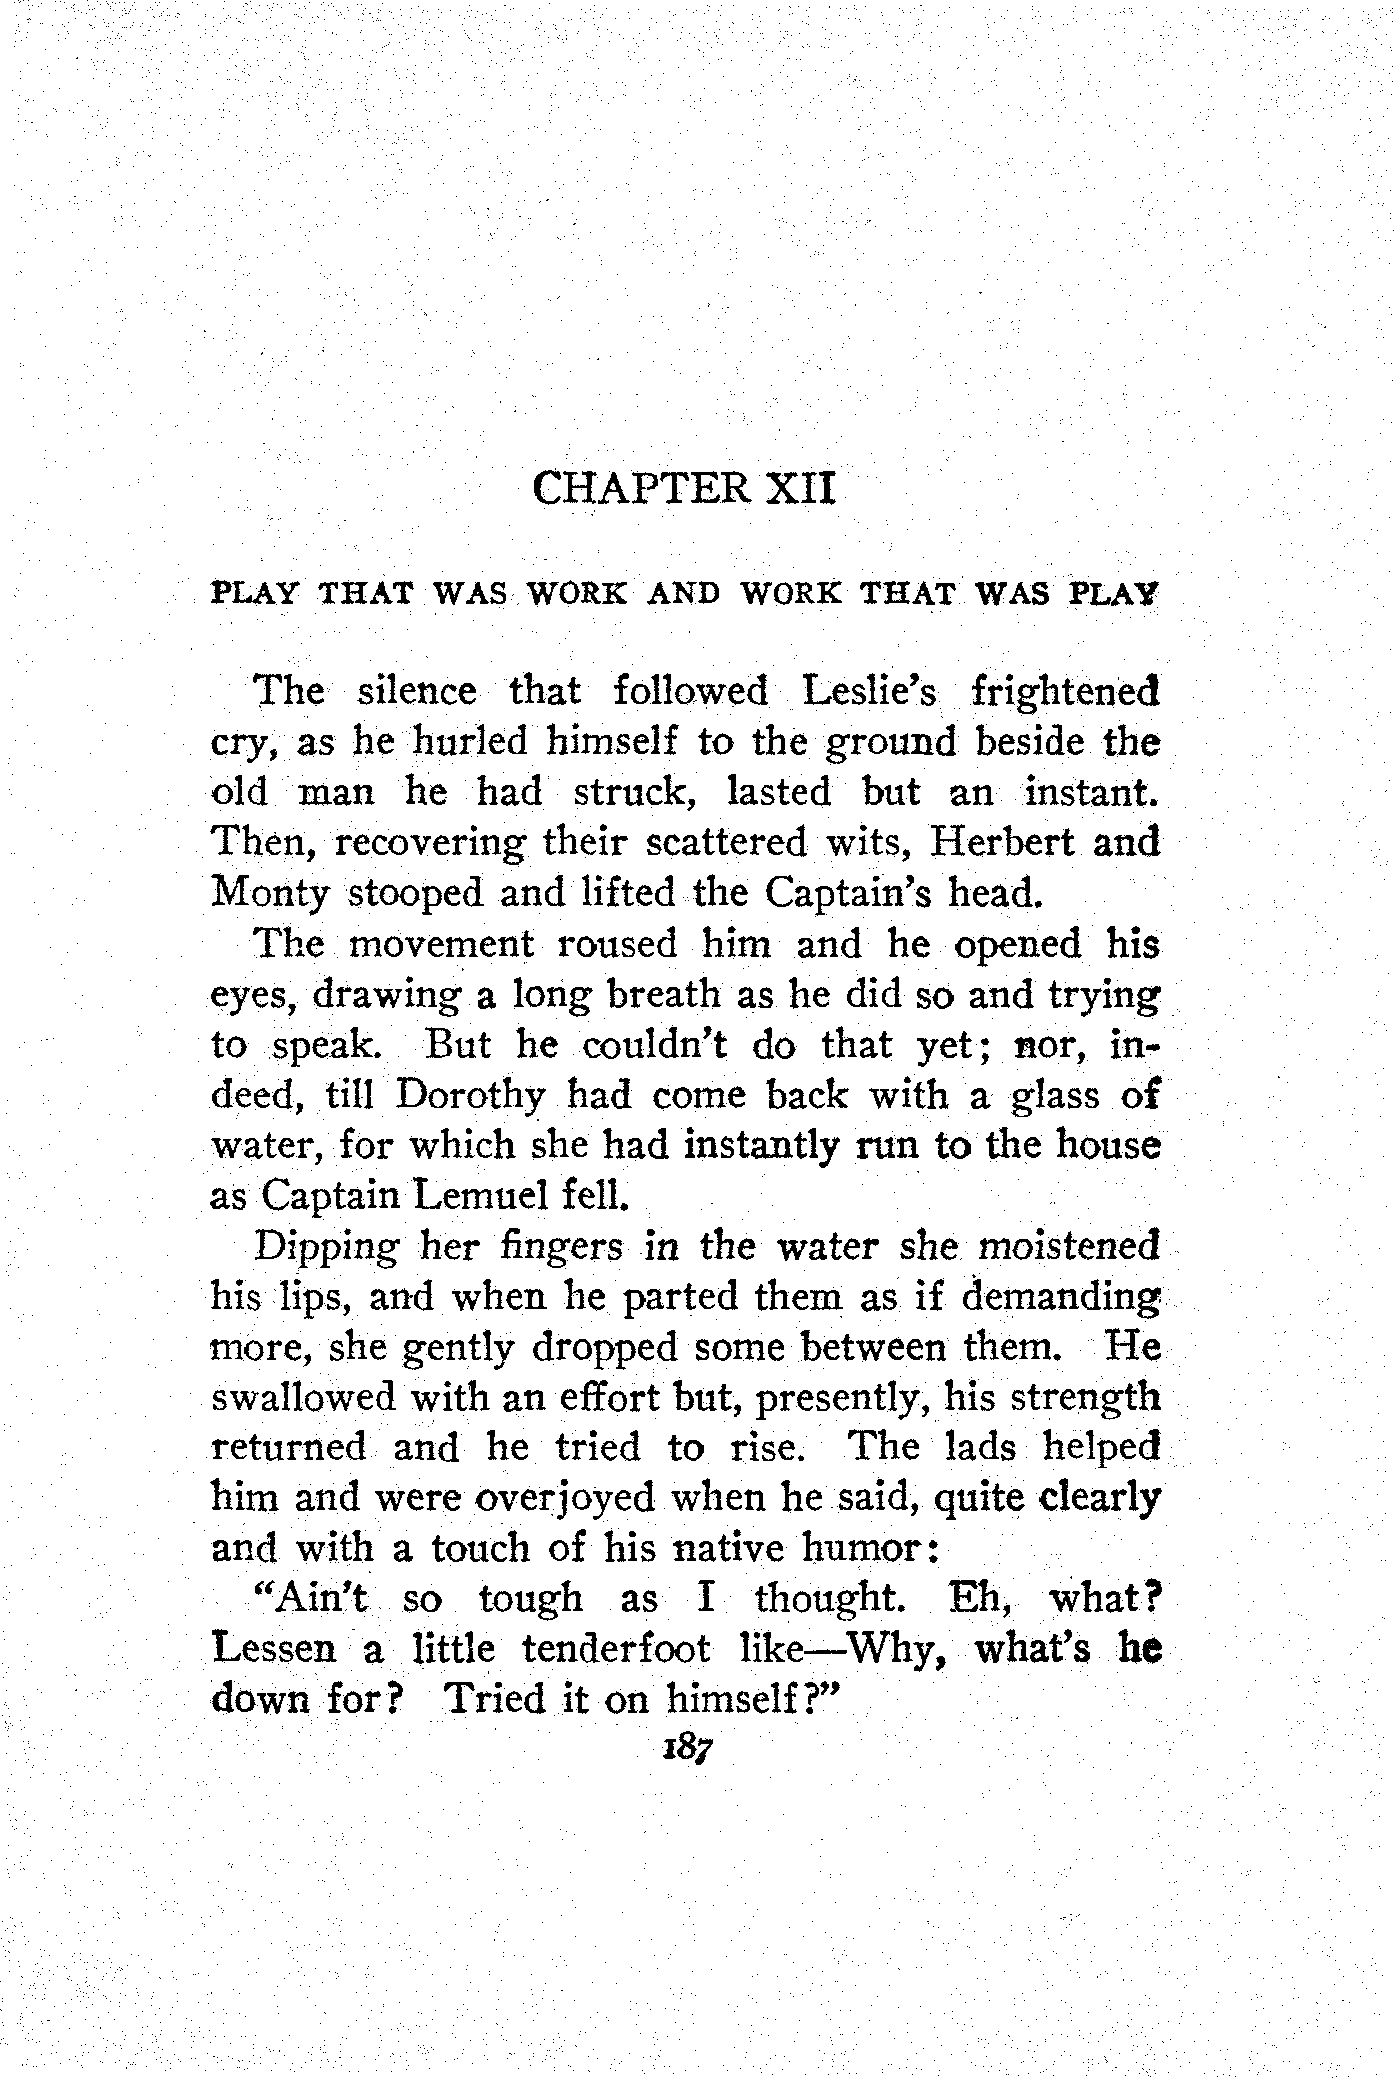 CHAPTER XII
PLAY THAT WAS WORK AND WORK THAT WAS PLAY
The silence that followed Leslie's frightened
cry, as he hurled himself to the ground beside the
old man he had struck, lasted but an instant.
Then, recovering their scattered wits, Herbert and
Monty stooped and lifted the Captain's head.
The movement roused him and he opened his
eyes, drawing a long breath as he did so and trying
to speak. But he couldn't do that yet; nor, in-
deed, till Dorothy had come back with a glass of
water, for which she had instantly run to the house
as Captain Lemuel fell.
Dipping her fingers in the water she moistened
his lips, and when he parted them as if demanding
more, she gently dropped some between them. He
swallowed with an effort but, presently, his strength
returned and he tried to rise. The lads helped
him and were overjoyed when he said, quite clearly
and with a touch of his native humor:
"Ain't so tough as I thought. Eh, what?
Lessen a little tenderfoot like—Why, what's he
down for? Tried it on himself?"
187